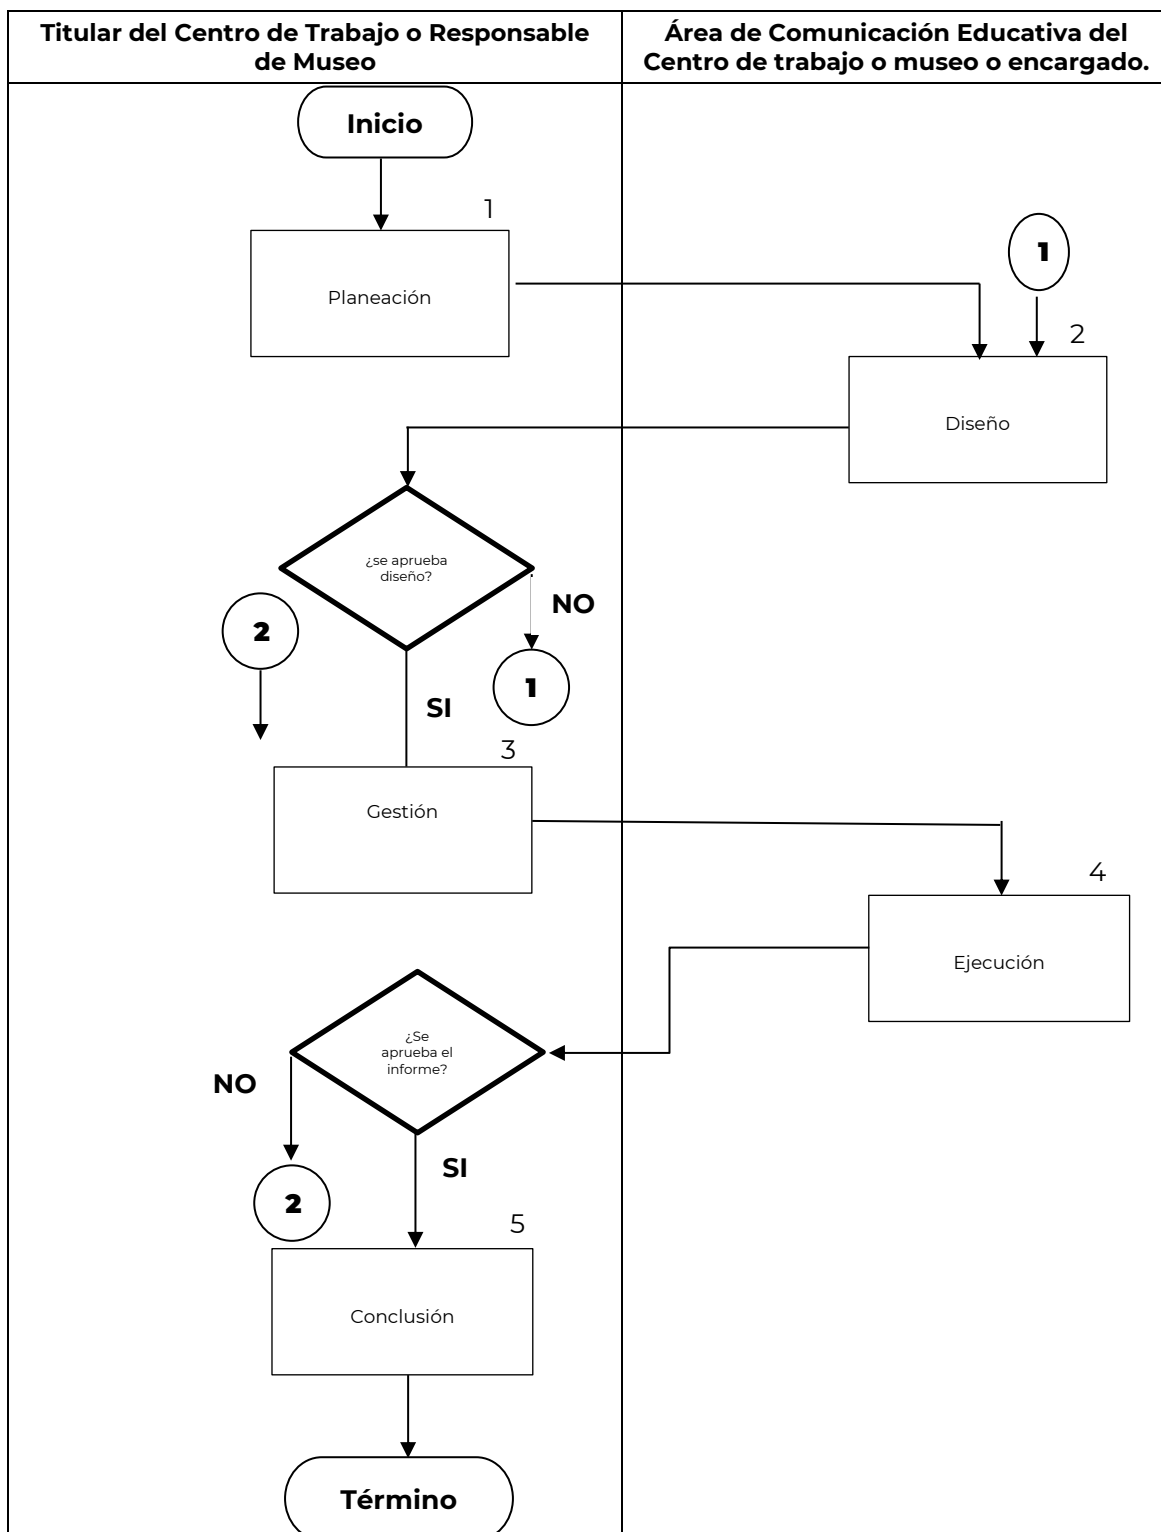 Titular del Centro de Trabajo o Responsable
de Museo
Área de Comunicación Educativa del
Centro de trabajo o museo o encargado.
Inicio
1
Planeación
1
2
Diseño
¿se aprueba
diseño?
NO
2
1
SI
3
Gestión
4
Ejecución
¿Se
aprueba el
informe?
NO
SI
2
5
Conclusión
Término